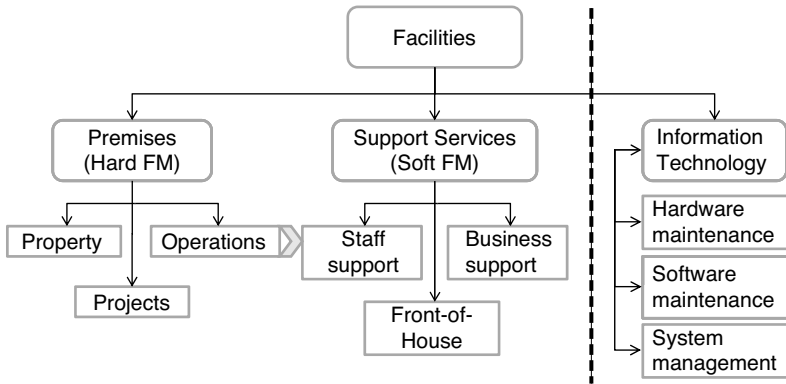 Facilities
Premises
(Hard FM)
Support Services
(Soft FM)
Information
Technology
Property
Operations
Projects
Staff
support
Business
support
Front-of-
House
Hardware
maintenance
Software
maintenance
System
management